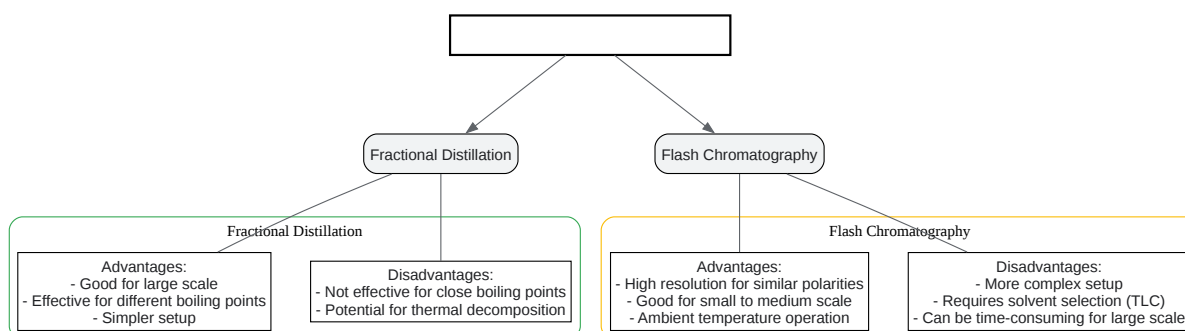 Fractional Distillation
Flash Chromatography
Fractional Distillation
Advantages:
- Good for large scale
- Effective for different boiling points
- Simpler setup
Disadvantages:
- Not effective for close boiling points
- Potential for thermal decomposition
Flash Chromatography
Advantages:
- High resolution for similar polarities
- Good for small to medium scale
- Ambient temperature operation
Disadvantages:
- More complex setup
- Requires solvent selection (TLC)
- Can be time-consuming for large scale